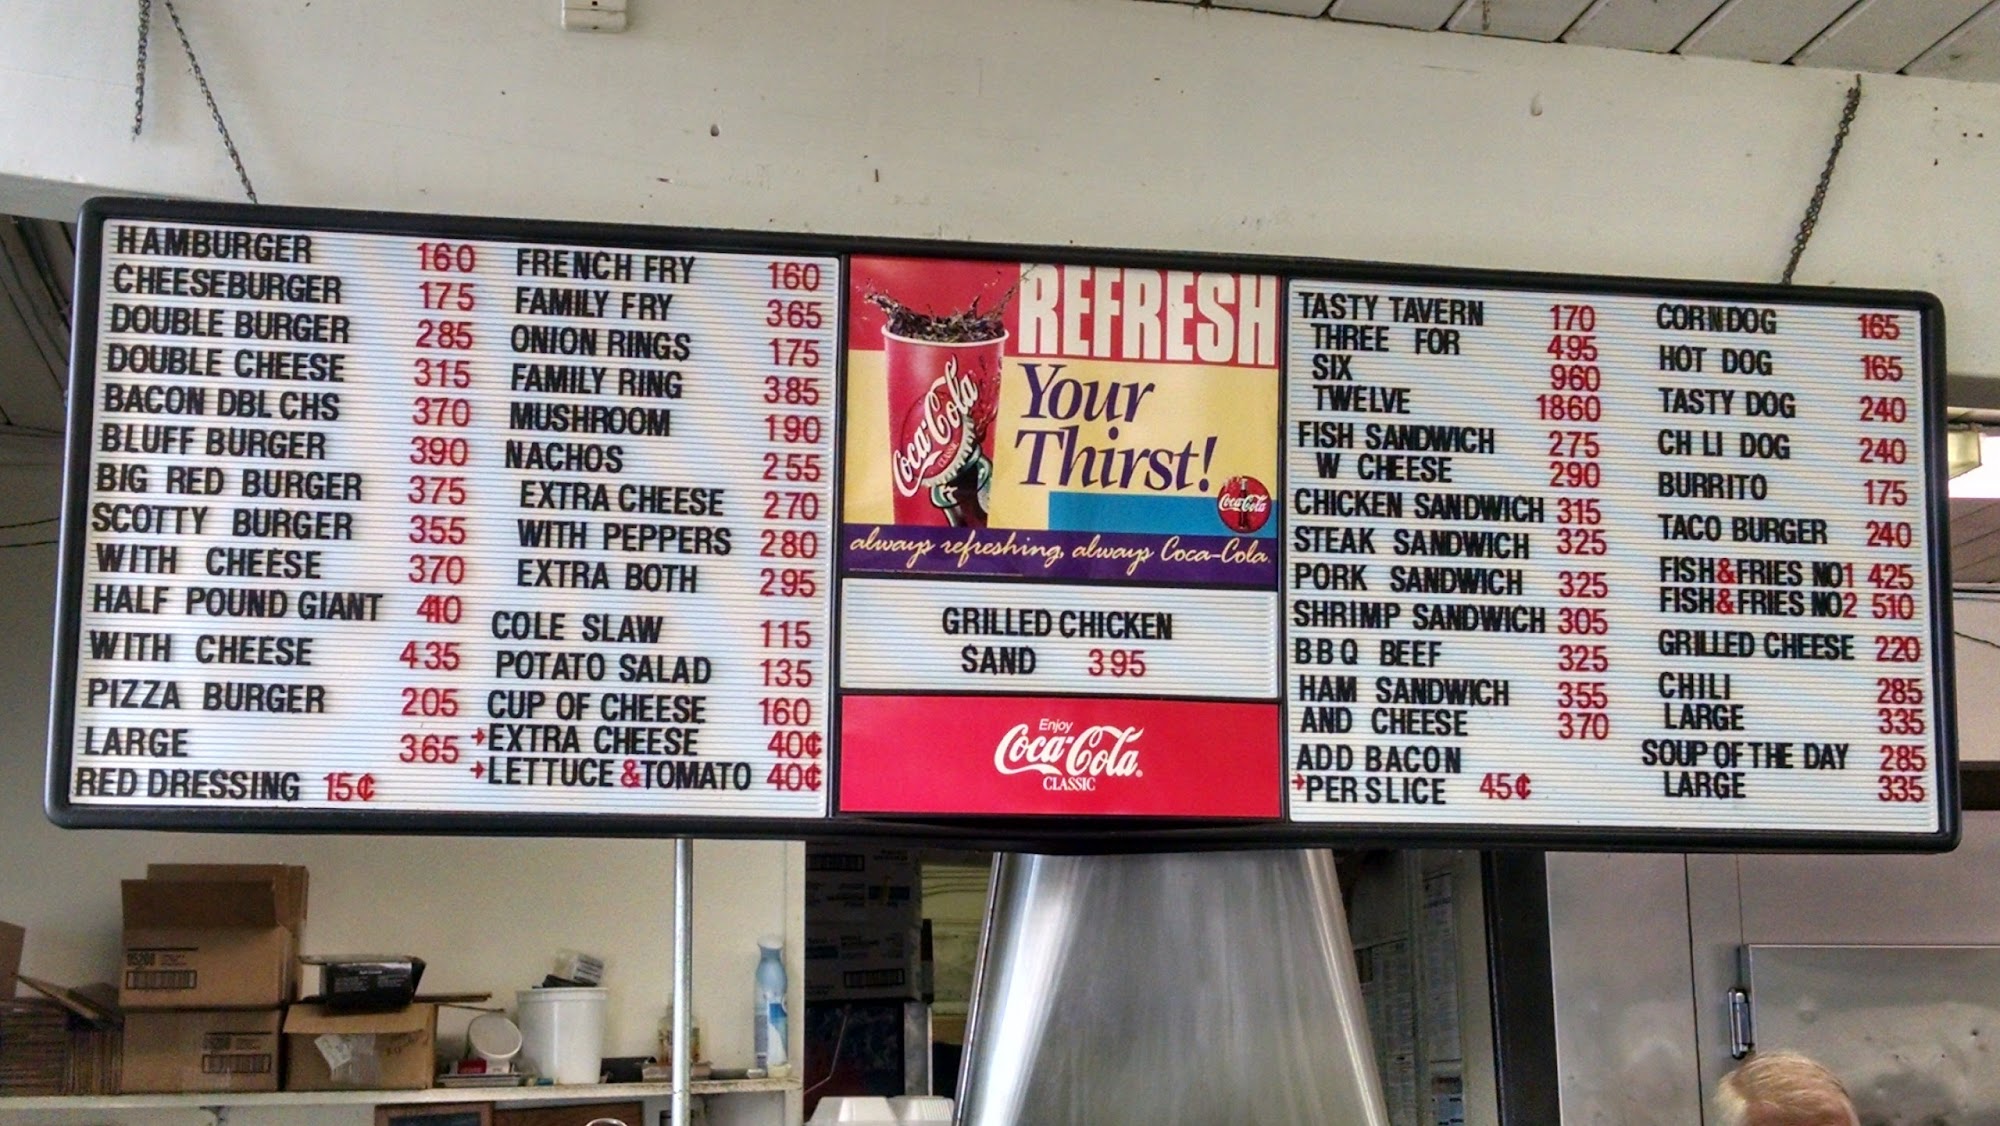 HAMBURGER 160
CHEESEBURGER 175
DOUBLE BURGER 285
DOUBLE CHEESE 315
BACON DBL CHS 370
BLUFF BURGER 390
BIG RED BURGER 375
SCOTTY BURGER 355
WITH CHEESE 370
HALF POUND GIANT 410
WITH CHEESE 435
PIZZA BURGER 205
LARGE 365
RED DRESSING 15¢
FRENCH FRY 160
FAMILY FRY 365
ONION RINGS 175
FAMILY RING 385
MUSHROOM 190
NACHOS 255
EXTRA CHEESE 270
WITH PEPPERS 280
EXTRA BOTH 295
COLE SLAW 115
POTATO SALAD 135
CUP OF CHEESE 160
EXTRA CHEESE 40¢
LETTUCE & TOMATO 40¢
REFRESH
Your
Thirst!
Coca-Cola
CLASSIC
Coca-Cola
always refreshing, always Coca-Cola.
GRILLED CHICKEN
SAND 395
Enjoy
Coca-Cola®
CLASSIC
TASTY TAVERN 170
THREE FOR 495
SIX 960
TWELVE 1860
FISH SANDWICH 275
W CHEESE 290
CHICKEN SANDWICH 315
STEAK SANDWICH 325
PORK SANDWICH 325
SHRIMP SANDWICH 305
BBQ BEEF 325
HAM SANDWICH 355
AND CHEESE 370
ADD BACON
PER SLICE 45¢
CORNDOG 165
HOT DOG 165
TASTY DOG 240
CH LI DOG 240
BURRITO 175
TACO BURGER 240
FISH&FRIES NO1 425
FISH&FRIES NO2 510
GRILLED CHEESE 220
CHILI 285
LARGE 335
SOUP OF THE DAY 285
LARGE 335